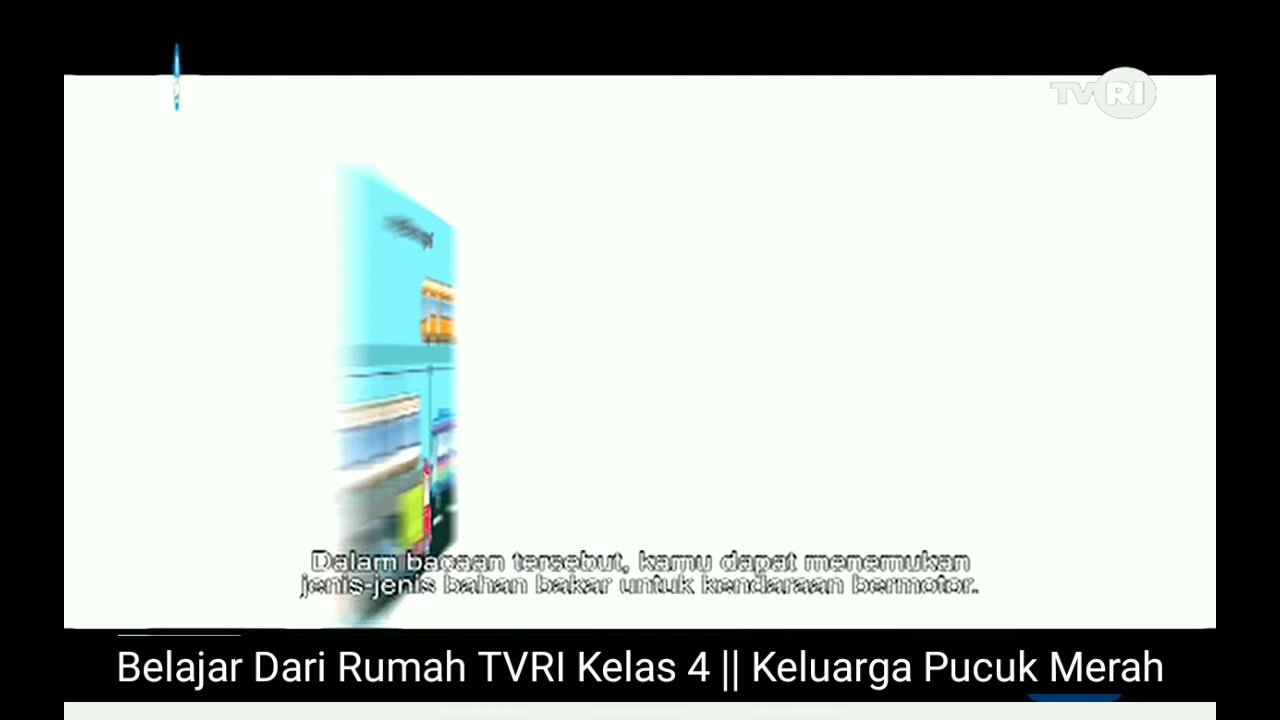 TVRI
Dalam bacaan tersebut, kamu dapat menemukan
jenis-jenis bahan bakar untuk kendaraan bermotor.
Belajar Dari Rumah TVRI Kelas 4 || Keluarga Pucuk Merah